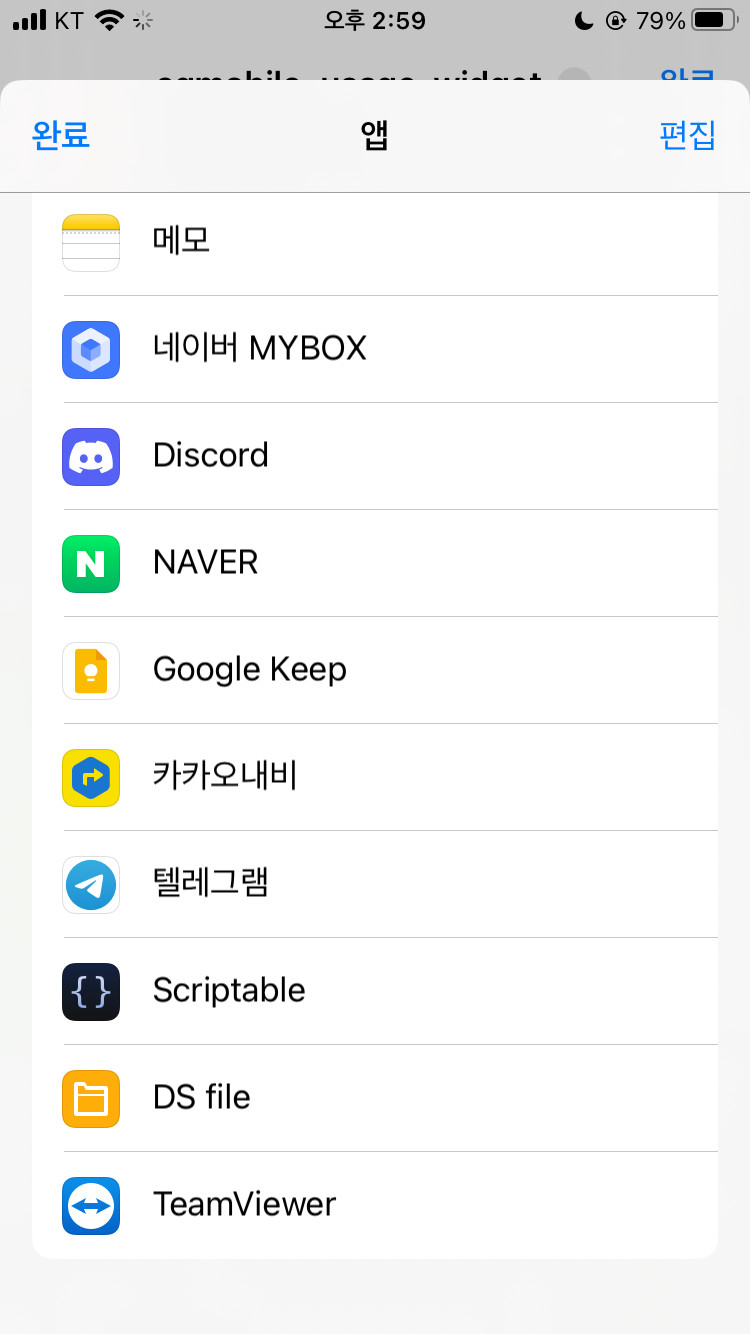 KT 오후 2:59 79%
완료 앱 편집
메모
네이버 MYBOX
Discord
N NAVER
Google Keep
카카오내비
텔레그램
{ } Scriptable
DS file
TeamViewer